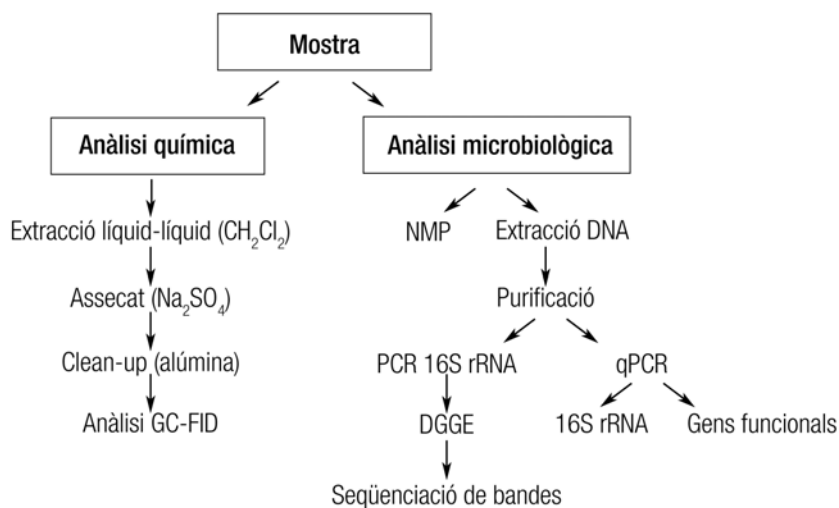 Mostra
Anàlisi química
Anàlisi microbiològica
Extracció líquid-líquid (CH₂Cl₂)
NMP
Extracció DNA
Assecat (Na₂SO₄)
Purificació
Clean-up (alúmina)
PCR 16S rRNA
qPCR
Anàlisi GC-FID
DGGE
16S rRNA
Gens funcionals
Seqüenciació de bandes